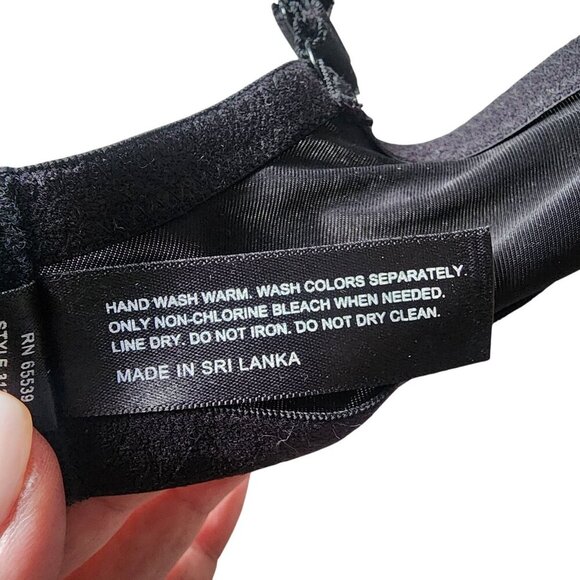 HAND WASH WARM. WASH COLORS SEPARATELY.
ONLY NON-CHLORINE BLEACH WHEN NEEDED.
LINE DRY. DO NOT IRON. DO NOT DRY CLEAN.
MADE IN SRI LANKA
RN 65539
STYLE